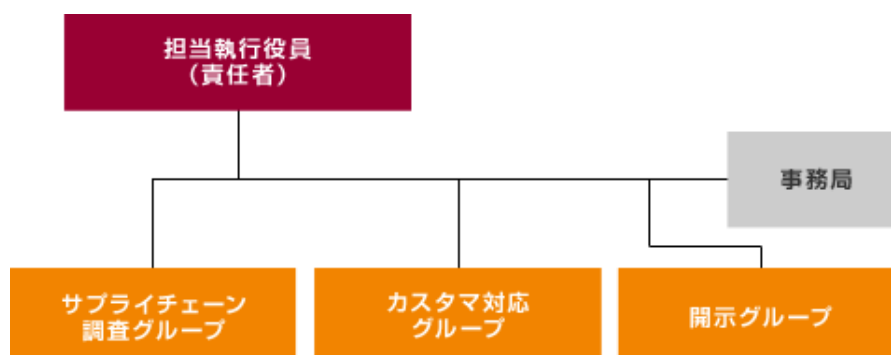 担当執行役員
（責任者）
事務局
サプライチェーン
調査グループ
カスタマ対応
グループ
開示グループ